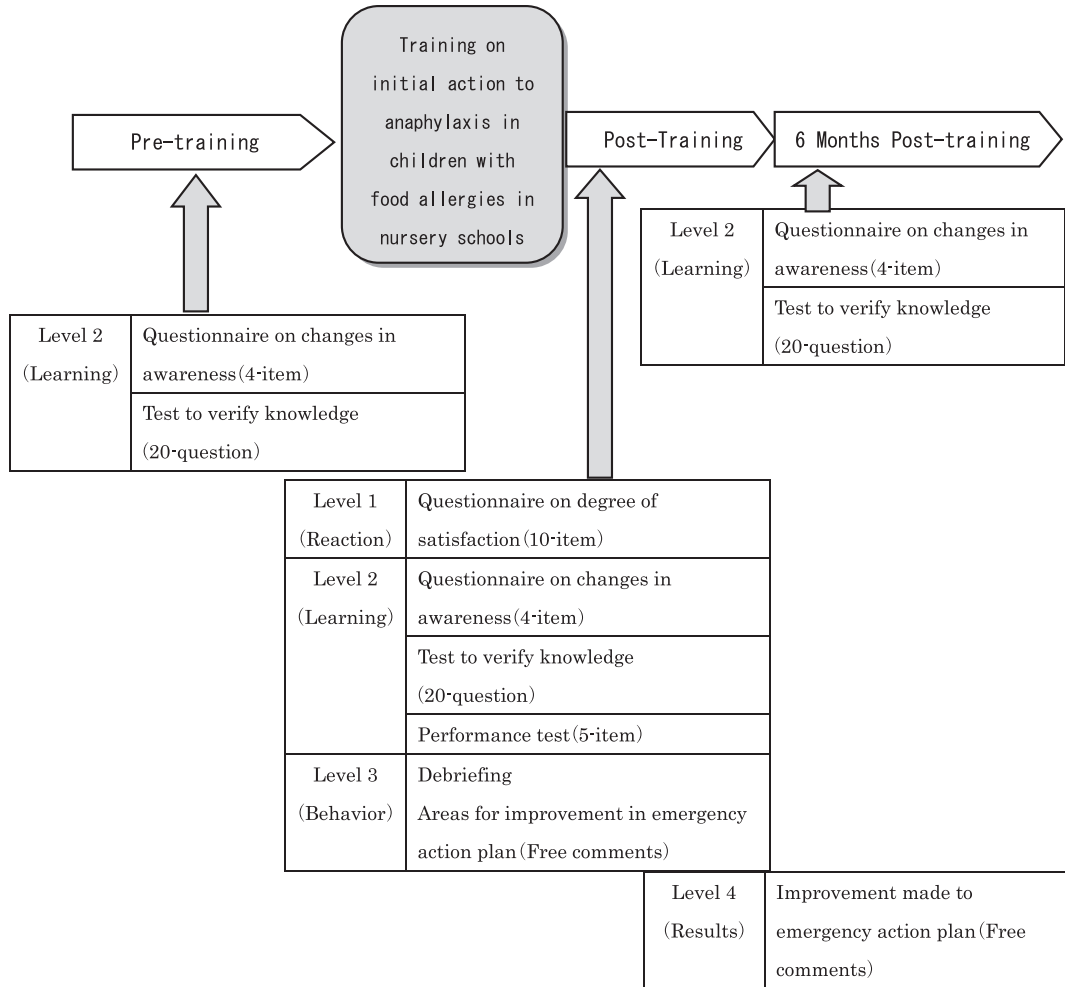 Training on
initial action to
anaphylaxis in
children with
food allergies in
nursery schools
Pre-training
Post-Training
6 Months Post-training
Level 2
(Learning)
Questionnaire on changes in
awareness(4-item)
Test to verify knowledge
(20-question)
Level 2
(Learning)
Questionnaire on changes in
awareness(4-item)
Test to verify knowledge
(20-question)
Level 1
(Reaction)
Questionnaire on degree of
satisfaction(10-item)
Level 2
(Learning)
Questionnaire on changes in
awareness(4-item)
Test to verify knowledge
(20-question)
Performance test(5-item)
Level 3
(Behavior)
Debriefing
Areas for improvement in emergency
action plan(Free comments)
Level 4
(Results)
Improvement made to
emergency action plan(Free
comments)